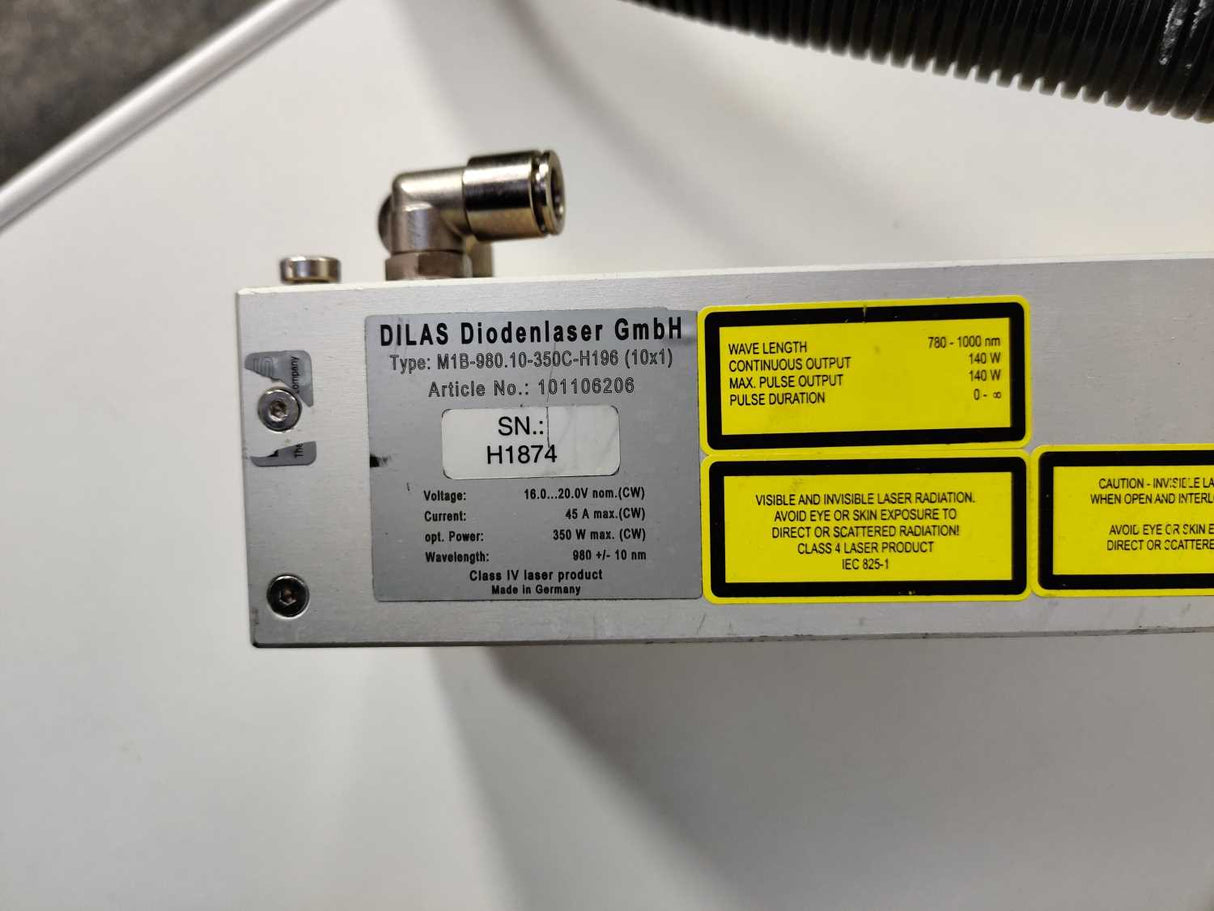 company
The
DILAS Diodenlaser GmbH
Type: M1B-980.10-350C-H196 (10x1)
Article No.: 101106206
SN.:
H1874
Voltage: 16.0...20.0V nom.(CW)
Current: 45 A max.(CW)
opt. Power: 350 W max. (CW)
Wavelength: 980 +/- 10 nm
Class IV laser product
Made in Germany
WAVE LENGTH 780 - 1000 nm
CONTINUOUS OUTPUT 140 W
MAX. PULSE OUTPUT 140 W
PULSE DURATION 0 - ∞
VISIBLE AND INVISIBLE LASER RADIATION.
AVOID EYE OR SKIN EXPOSURE TO
DIRECT OR SCATTERED RADIATION!
CLASS 4 LASER PRODUCT
IEC 825-1
CAUTION - INVISIBLE LA
WHEN OPEN AND INTERL
AVOID EYE OR SKIN E
DIRECT OR SCATTERE